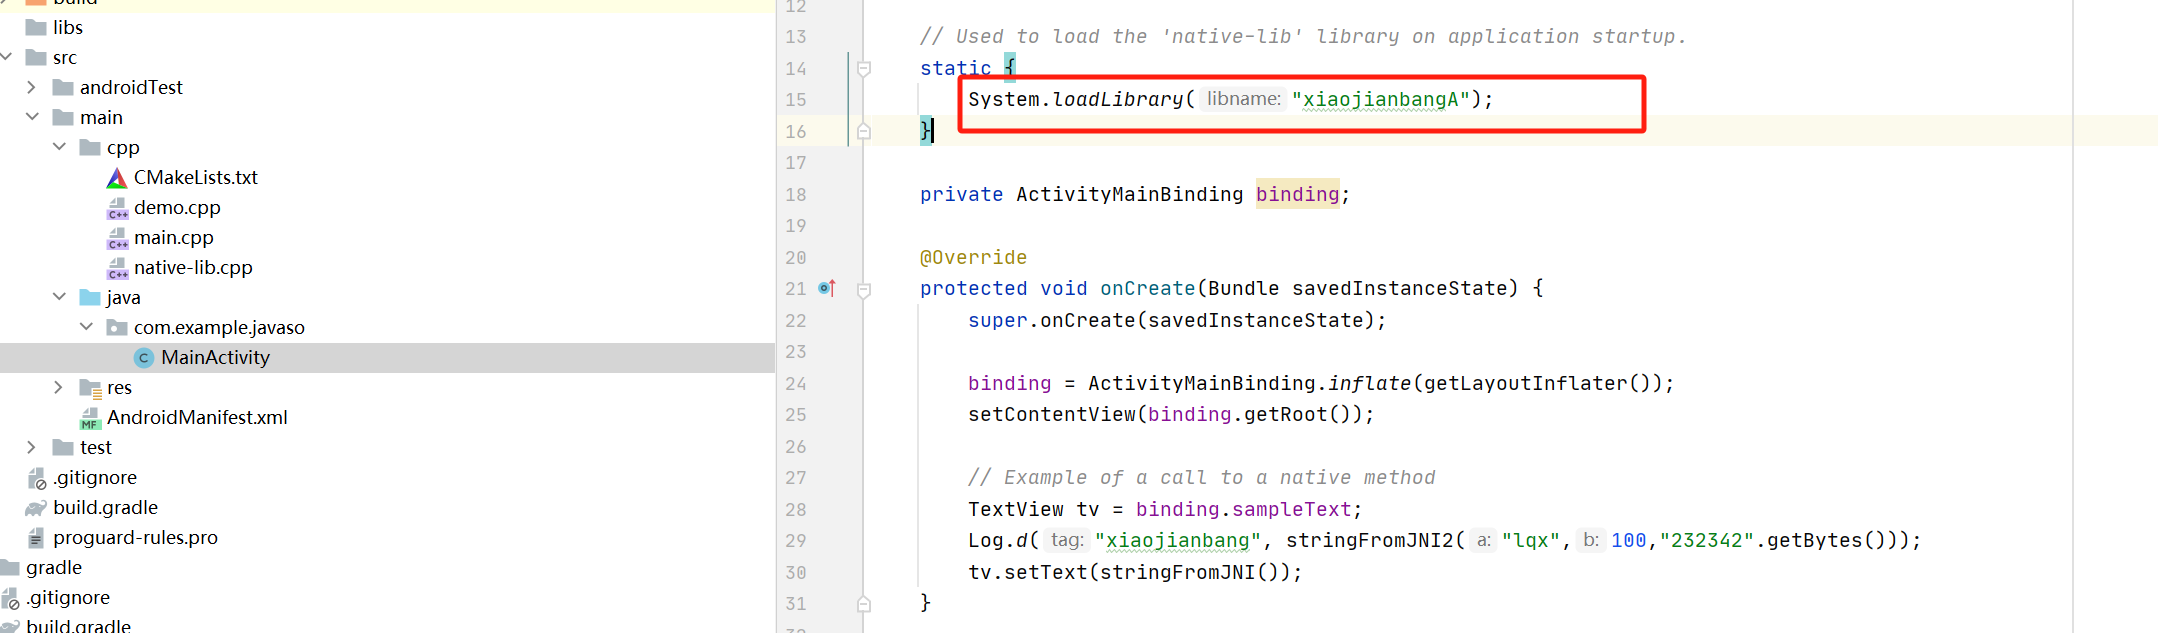 build
libs
src
androidTest
main
cpp
CMakeLists.txt
demo.cpp
main.cpp
native-lib.cpp
java
com.example.javaso
MainActivity
res
AndroidManifest.xml
test
.gitignore
build.gradle
proguard-rules.pro
gradle
.gitignore
build.gradle
12
13 // Used to load the 'native-lib' library on application startup.
14 static {
15 System.loadLibrary( libname: "xiaojianbangA");
16 }
17
18 private ActivityMainBinding binding;
19
20 @Override
21 protected void onCreate(Bundle savedInstanceState) {
22 super.onCreate(savedInstanceState);
23
24 binding = ActivityMainBinding.inflate(getLayoutInflater());
25 setContentView(binding.getRoot());
26
27 // Example of a call to a native method
28 TextView tv = binding.sampleText;
29 Log.d( tag: "xiaojianbang", stringFromJNI2( a: "lqx", b: 100,"232342".getBytes()));
30 tv.setText(stringFromJNI());
31 }